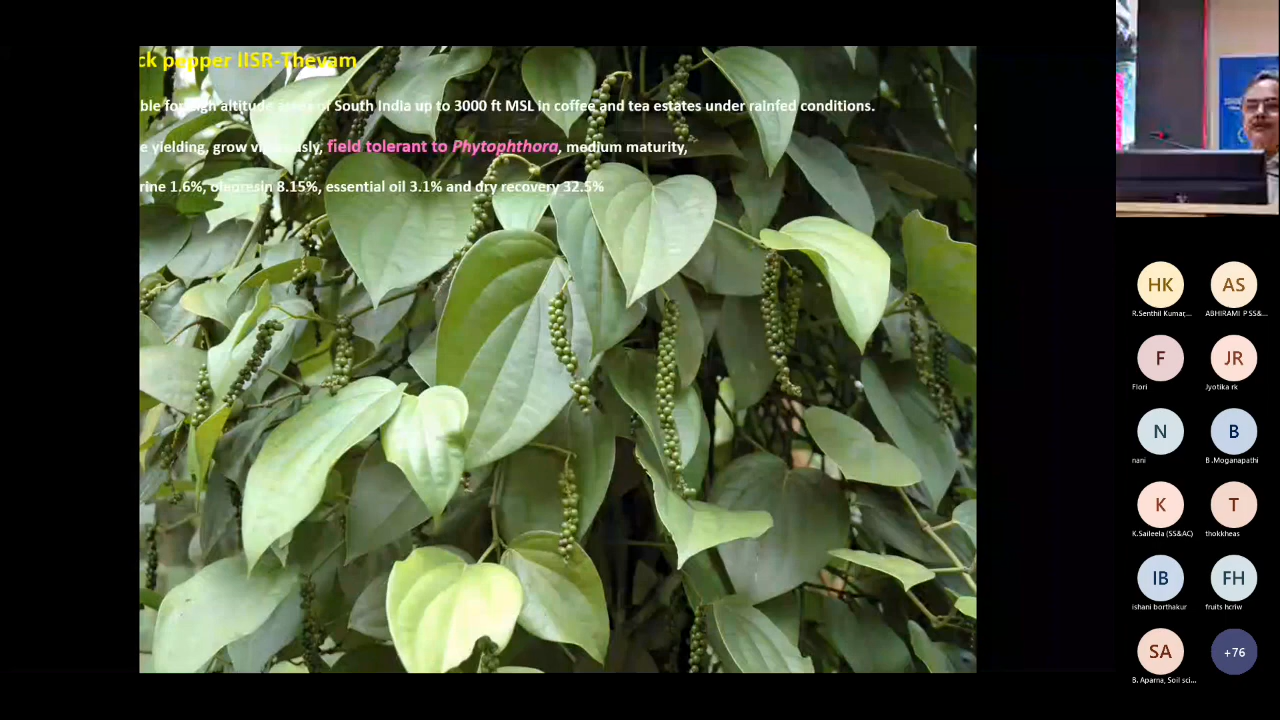 ck pepper IISR-Thevam
ble for high altitude areas of South India up to 3000 ft MSL in coffee and tea estates under rainfed conditions.
e yielding, grow vigorously, field tolerant to Phytophthora, medium maturity,
rine 1.6%, oleoresin 8.15%, essential oil 3.1% and dry recovery 32.5%
HK
R.Senthil Kumar,...
AS
ABHIRAMI P SS&...
F
Flori
JR
Jyotika rk
N
nani
B
B .Moganapathi
K
K.Saileela (SS&AC)
T
thokkheas
IB
ishani borthakur
FH
fruits hcriw
SA
B. Aparna, Soil sci...
+76